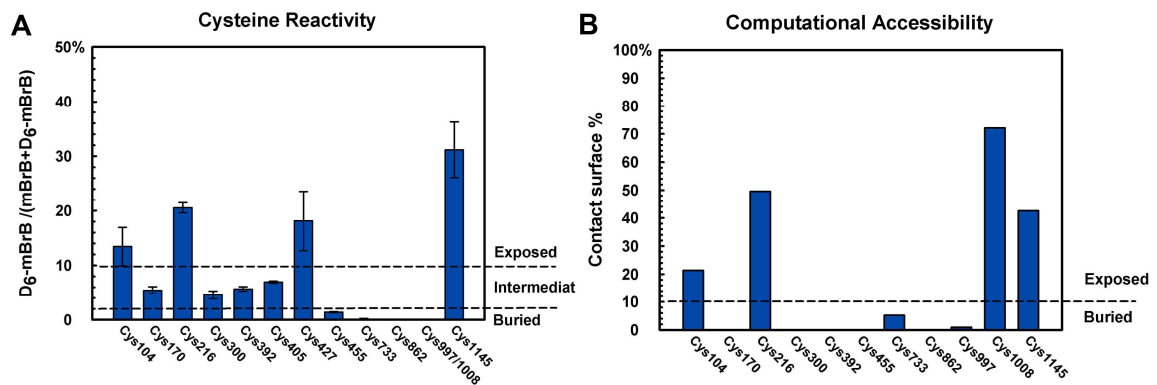 A
Cysteine Reactivity
50%
40
30
20
10
0
D6-mBrB /(mBrB+D6-mBrB)
Exposed
Intermediat
Buried
Cys104
Cys170
Cys216
Cys300
Cys392
Cys405
Cys427
Cys455
Cys733
Cys862
Cys997/1008
Cys1145
B
Computational Accessibility
100%
90
80
70
60
50
40
30
20
10
0
Contact surface %
Exposed
Buried
Cys104
Cys170
Cys216
Cys300
Cys392
Cys455
Cys733
Cys862
Cys997
Cys1008
Cys1145